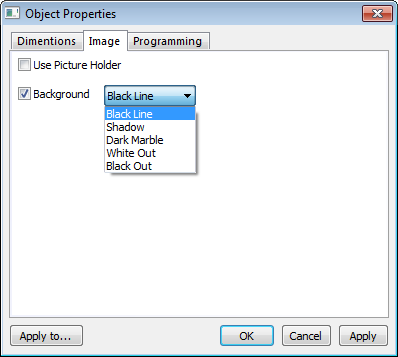 Object Properties
Dimentions Image Programming
Use Picture Holder
Background Black Line
Black Line
Shadow
Dark Marble
White Out
Black Out
Apply to... OK Cancel Apply